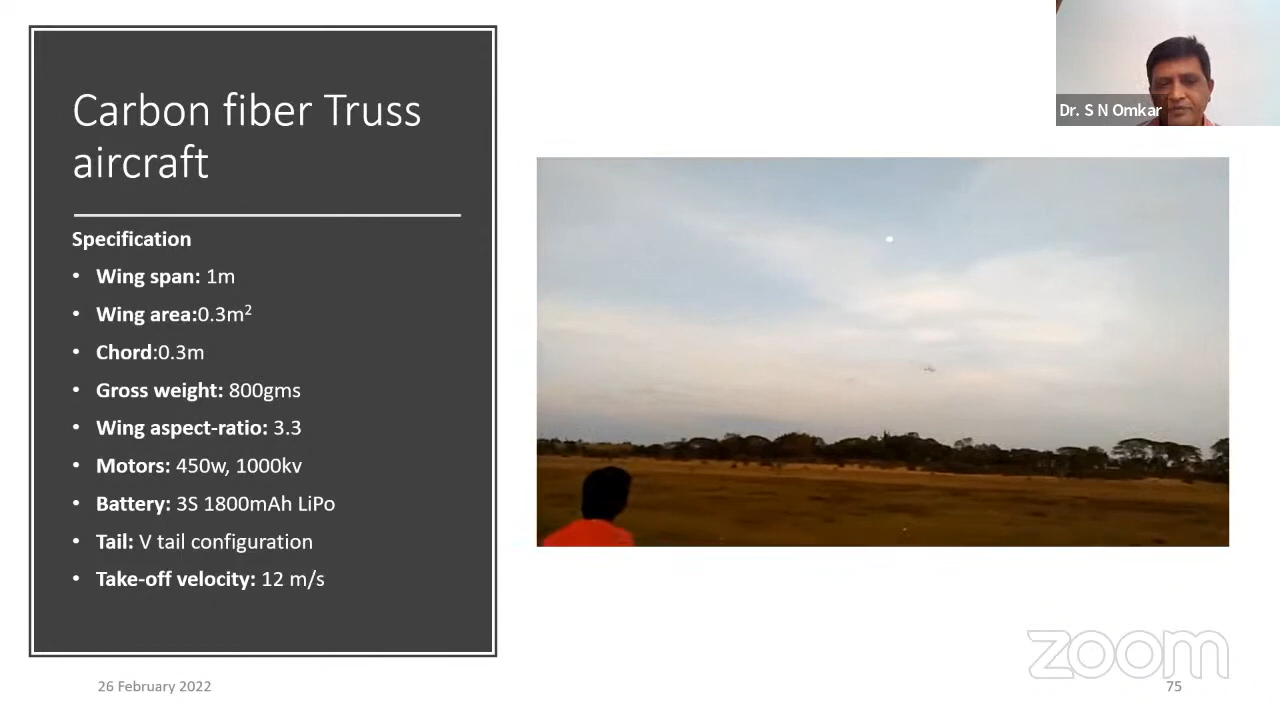 Carbon fiber Truss
aircraft
Specification
• Wing span: 1m
• Wing area:0.3m²
• Chord:0.3m
• Gross weight: 800gms
• Wing aspect-ratio: 3.3
• Motors: 450w, 1000kv
• Battery: 3S 1800mAh LiPo
• Tail: V tail configuration
• Take-off velocity: 12 m/s
Dr. S N Omkar
zoom
26 February 2022
75